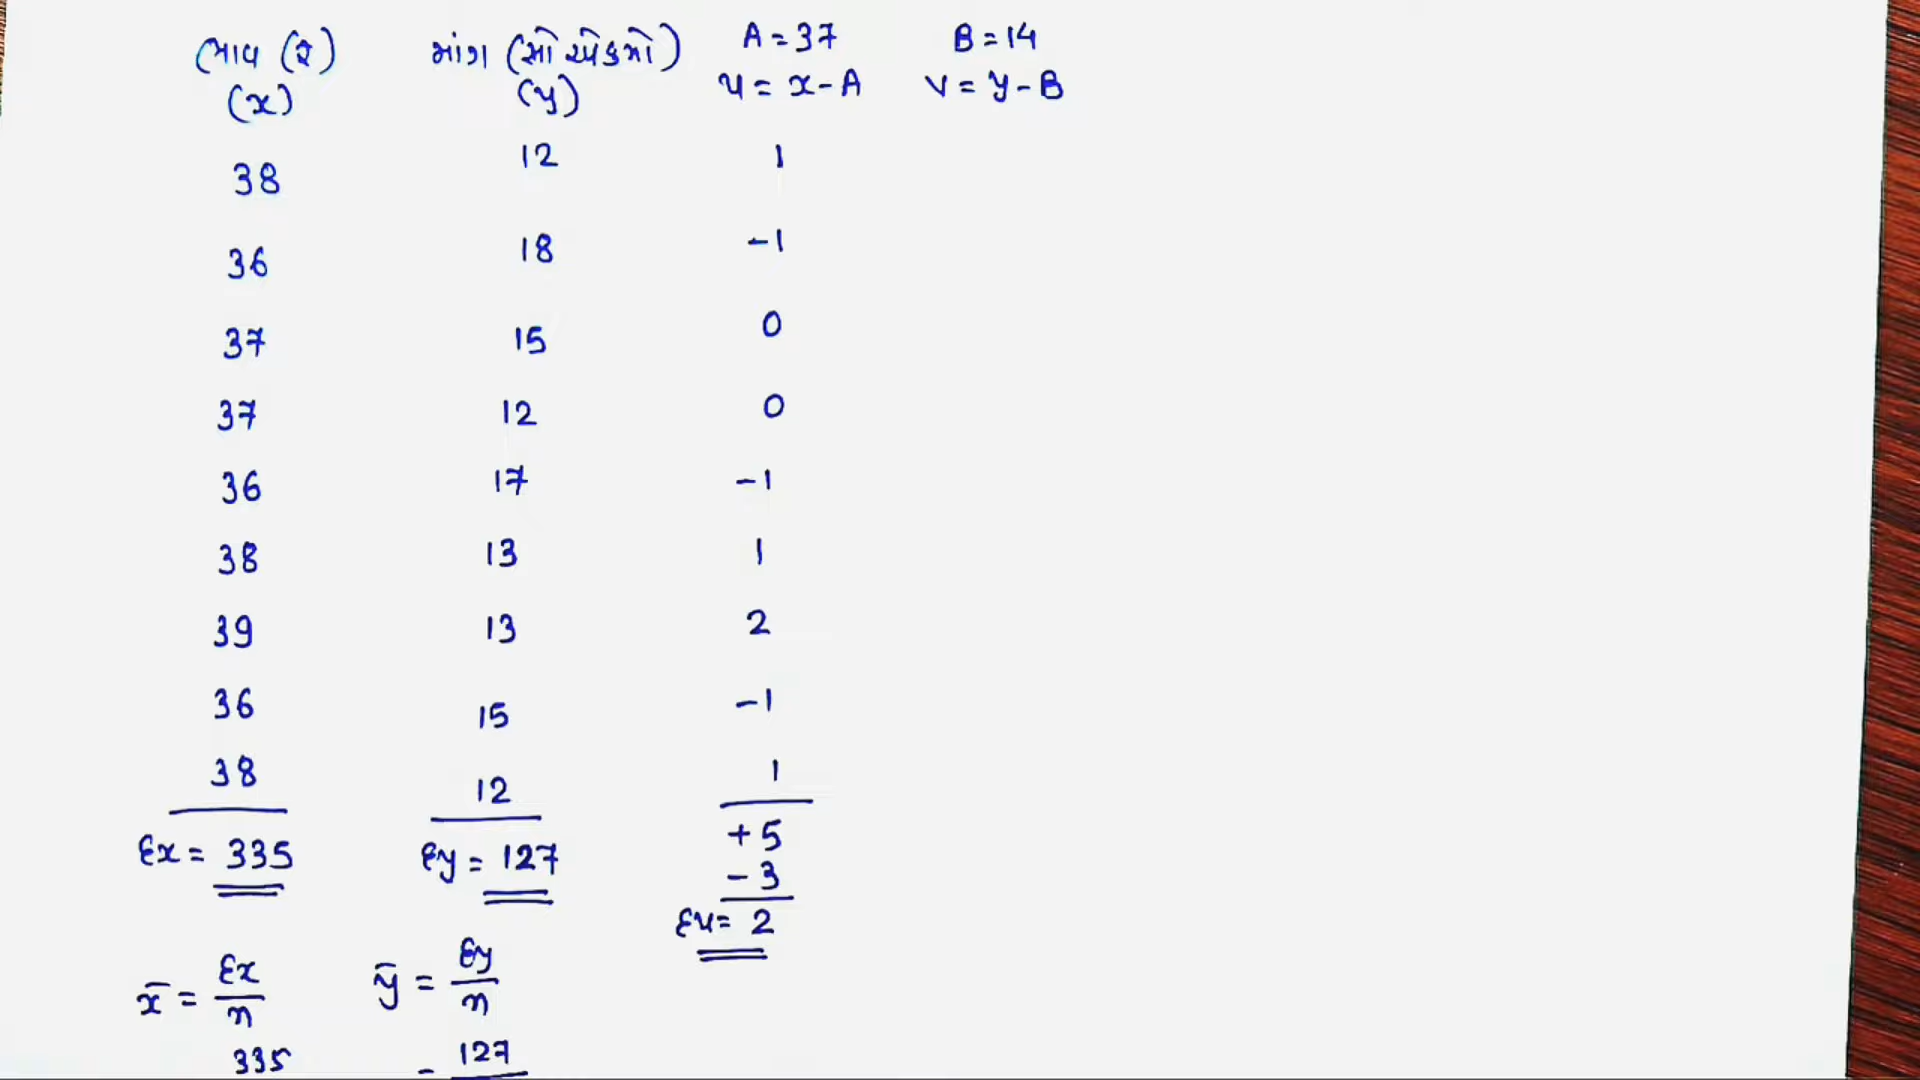 ભાવ (₹) માંગ (સો એકમો) A = 37 B = 14
(x) (y) u = x - A v = y - B
38 12 1
36 18 -1
37 15 0
37 12 0
36 17 -1
38 13 1
39 13 2
36 15 -1
38 12 1
Σx = 335 Σy = 127 +5
-3
Σu = 2
x̄ = Σx/n ȳ = Σy/n
335 = 127